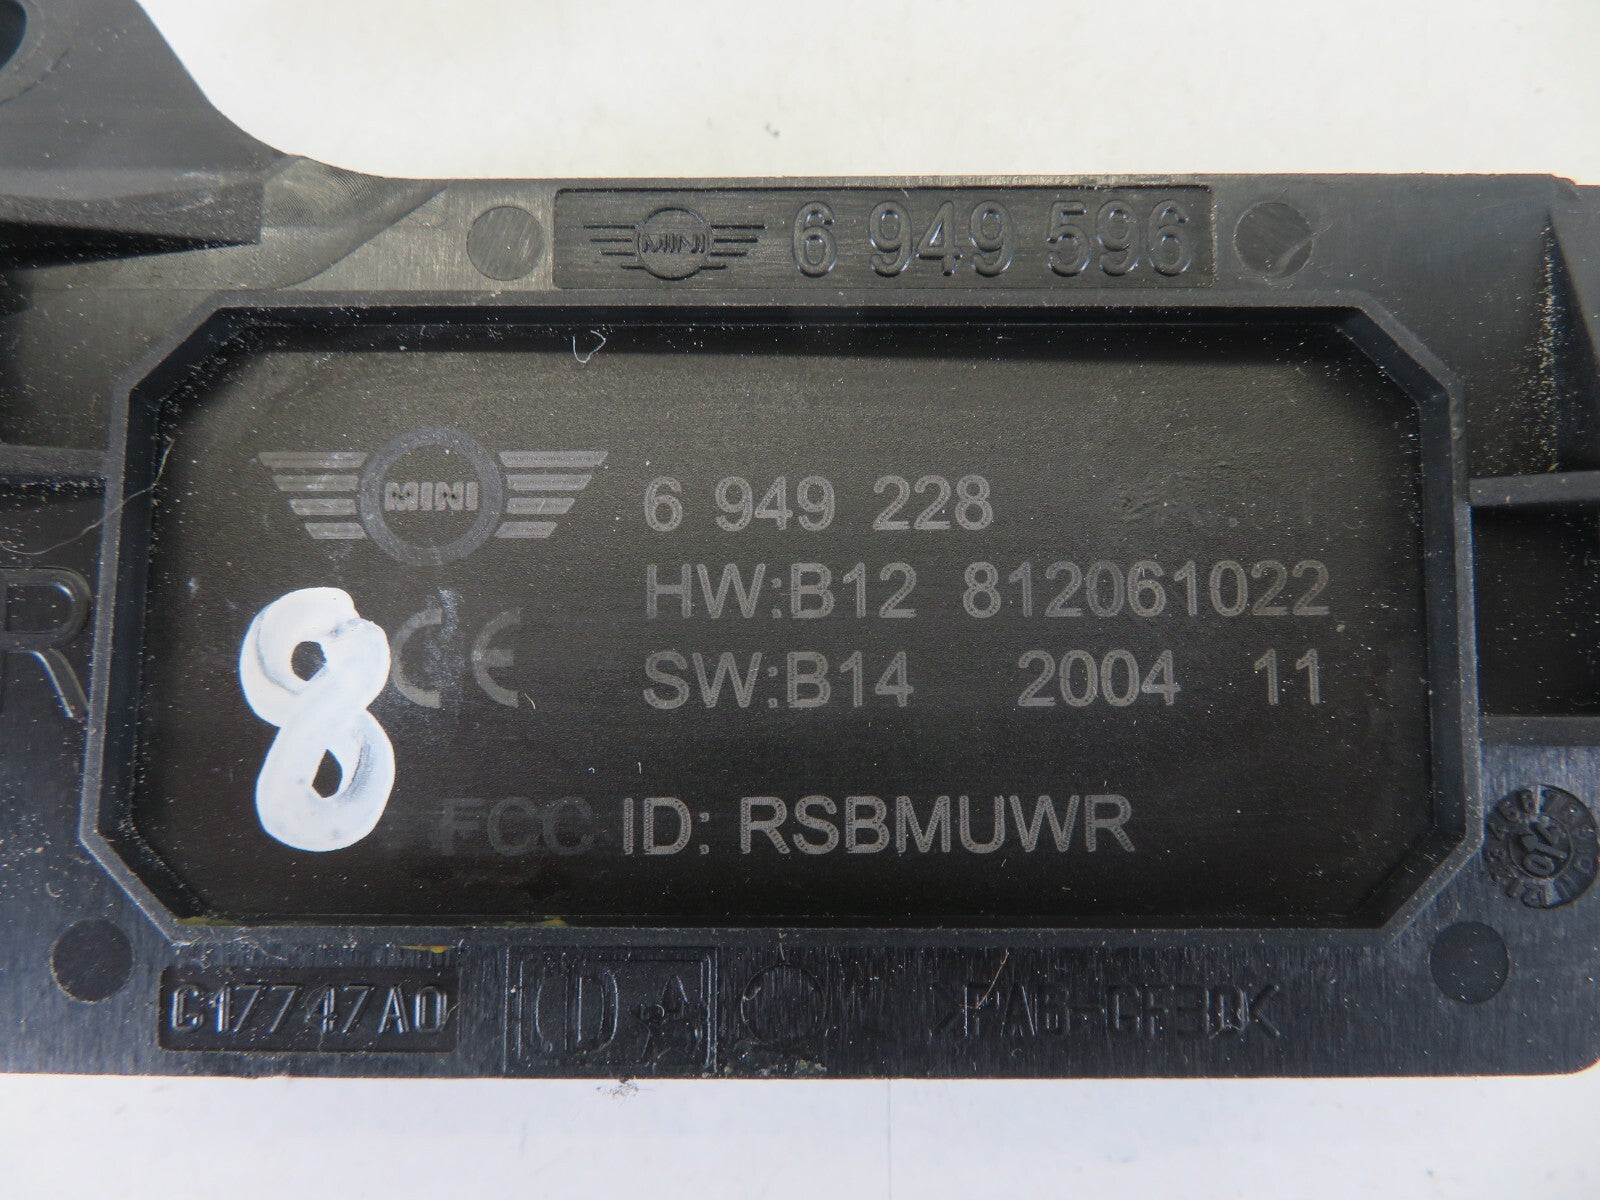 MINI 6 949 596
MINI 6 949 228
HW:B12 812061022
8 CE SW:B14 2004 11
FCC ID: RSBMUWR
R
C17747A0 >PA6-GF30<